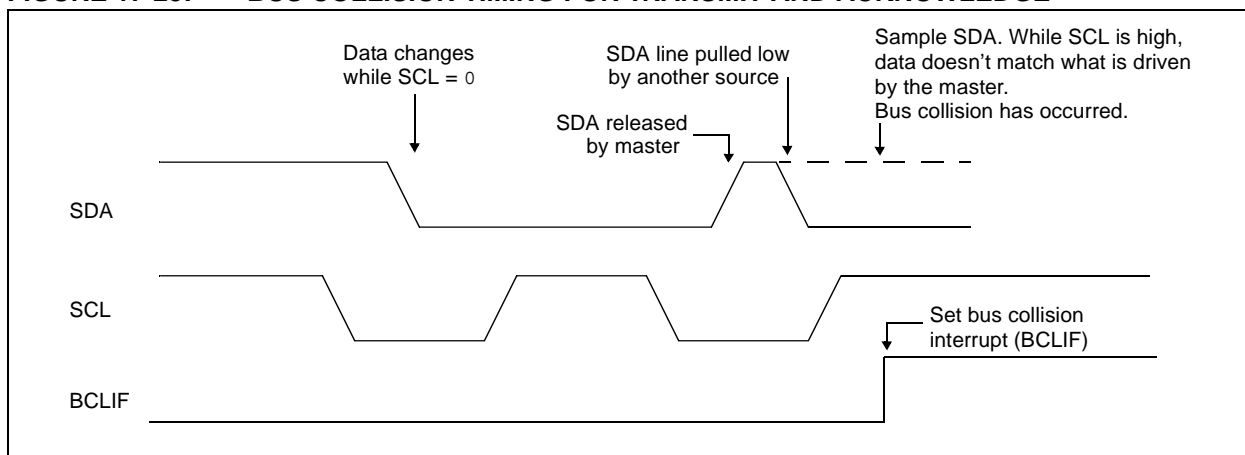 Data changes
while SCL = 0
SDA line pulled low
by another source
Sample SDA. While SCL is high,
data doesn't match what is driven
by the master.
Bus collision has occurred.
SDA released
by master
SDA
SCL
Set bus collision
interrupt (BCLIF)
BCLIF